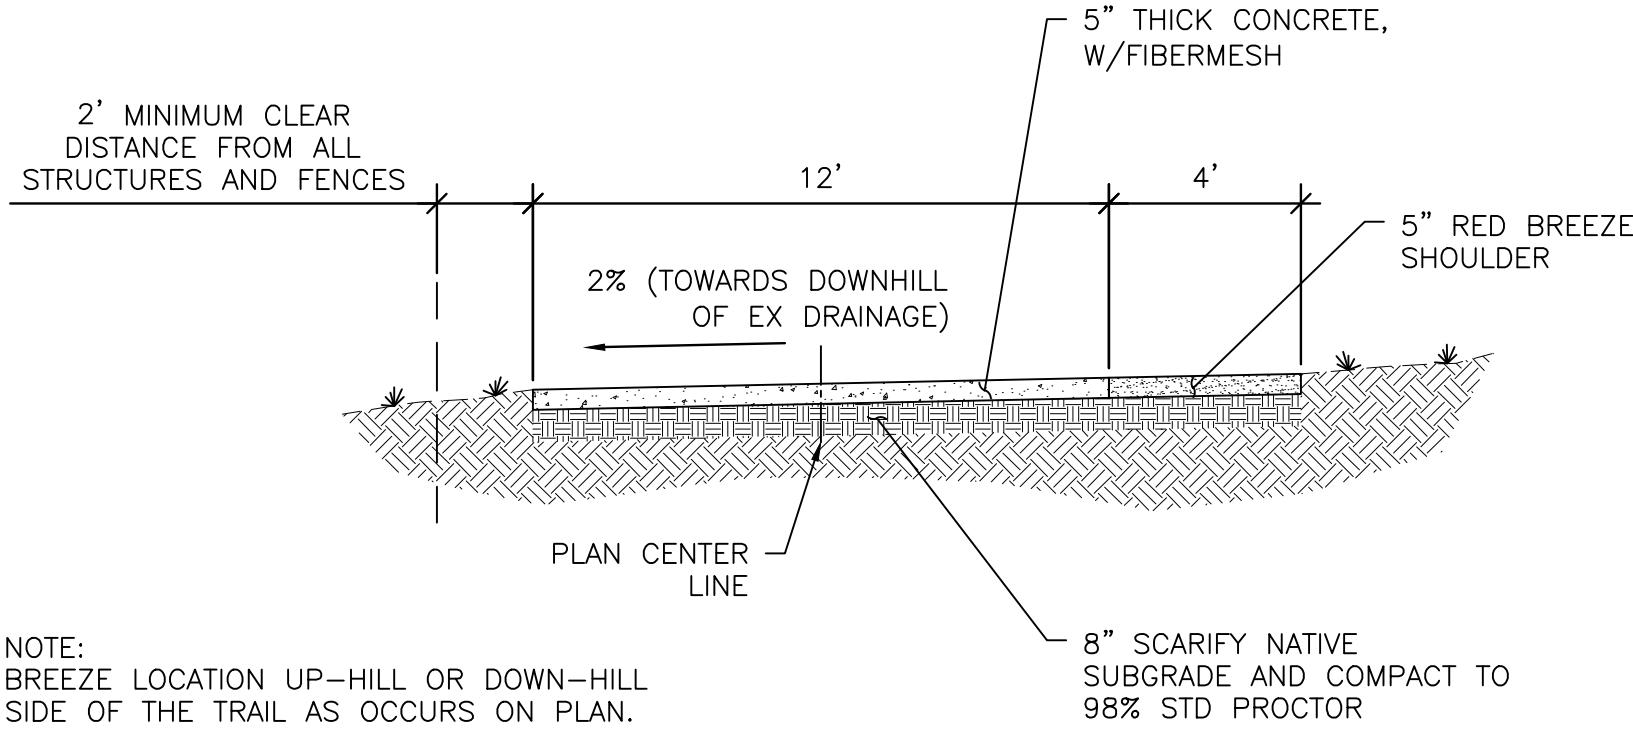 5” THICK CONCRETE,
W/FIBERMESH
2’ MINIMUM CLEAR
DISTANCE FROM ALL
STRUCTURES AND FENCES
12’
4’
5” RED BREEZE
SHOULDER
2% (TOWARDS DOWNHILL
OF EX DRAINAGE)
PLAN CENTER
LINE
8” SCARIFY NATIVE
SUBGRADE AND COMPACT TO
98% STD PROCTOR
NOTE:
BREEZE LOCATION UP-HILL OR DOWN-HILL
SIDE OF THE TRAIL AS OCCURS ON PLAN.